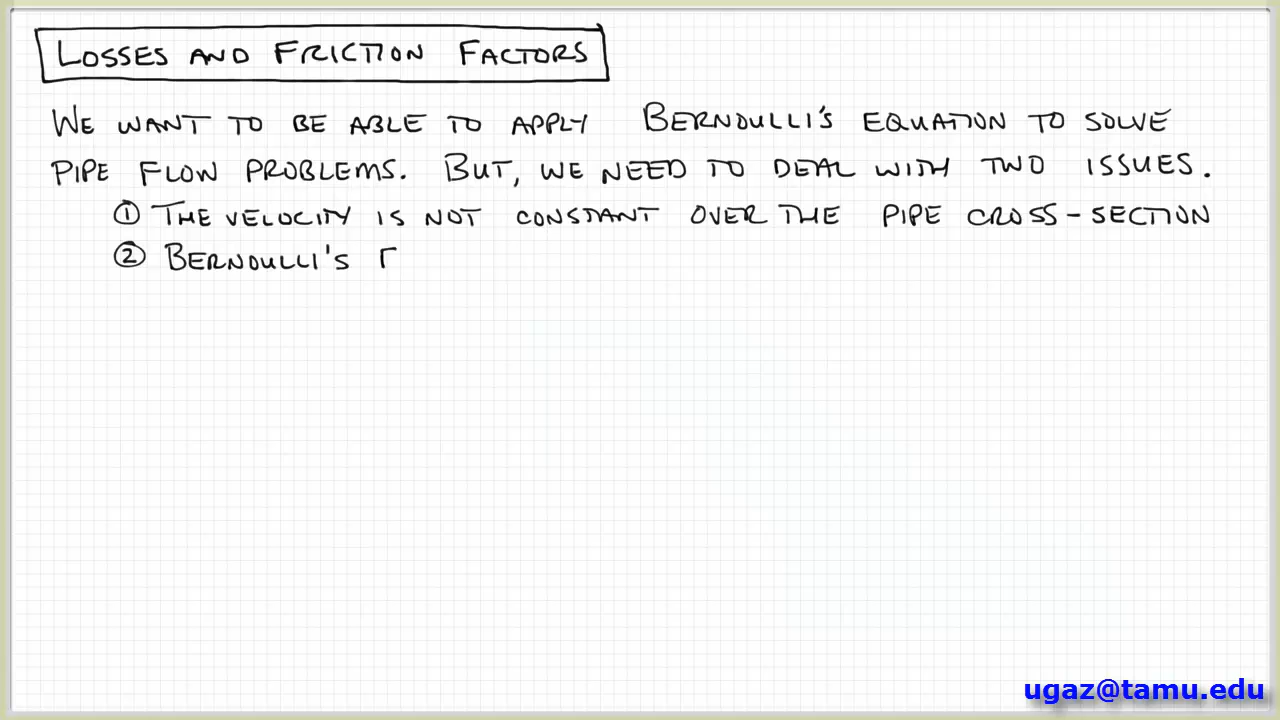 LOSSES AND FRICTION FACTORS
WE WANT TO BE ABLE TO APPLY BERNOULLI'S EQUATION TO SOLVE
PIPE FLOW PROBLEMS. BUT, WE NEED TO DEAL WITH TWO ISSUES.
① THE VELOCITY IS NOT CONSTANT OVER THE PIPE CROSS-SECTION
② BERNOULLI'S
ugaz@tamu.edu